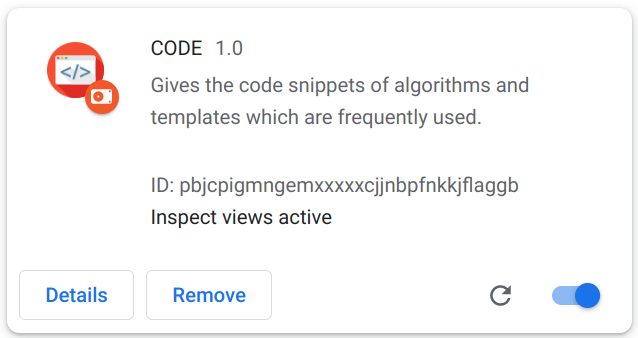 CODE 1.0
Gives the code snippets of algorithms and
templates which are frequently used.
ID: pbjcpigmngemxxxxxcjjnbpfnkkjflaggb
Inspect views active
Details Remove